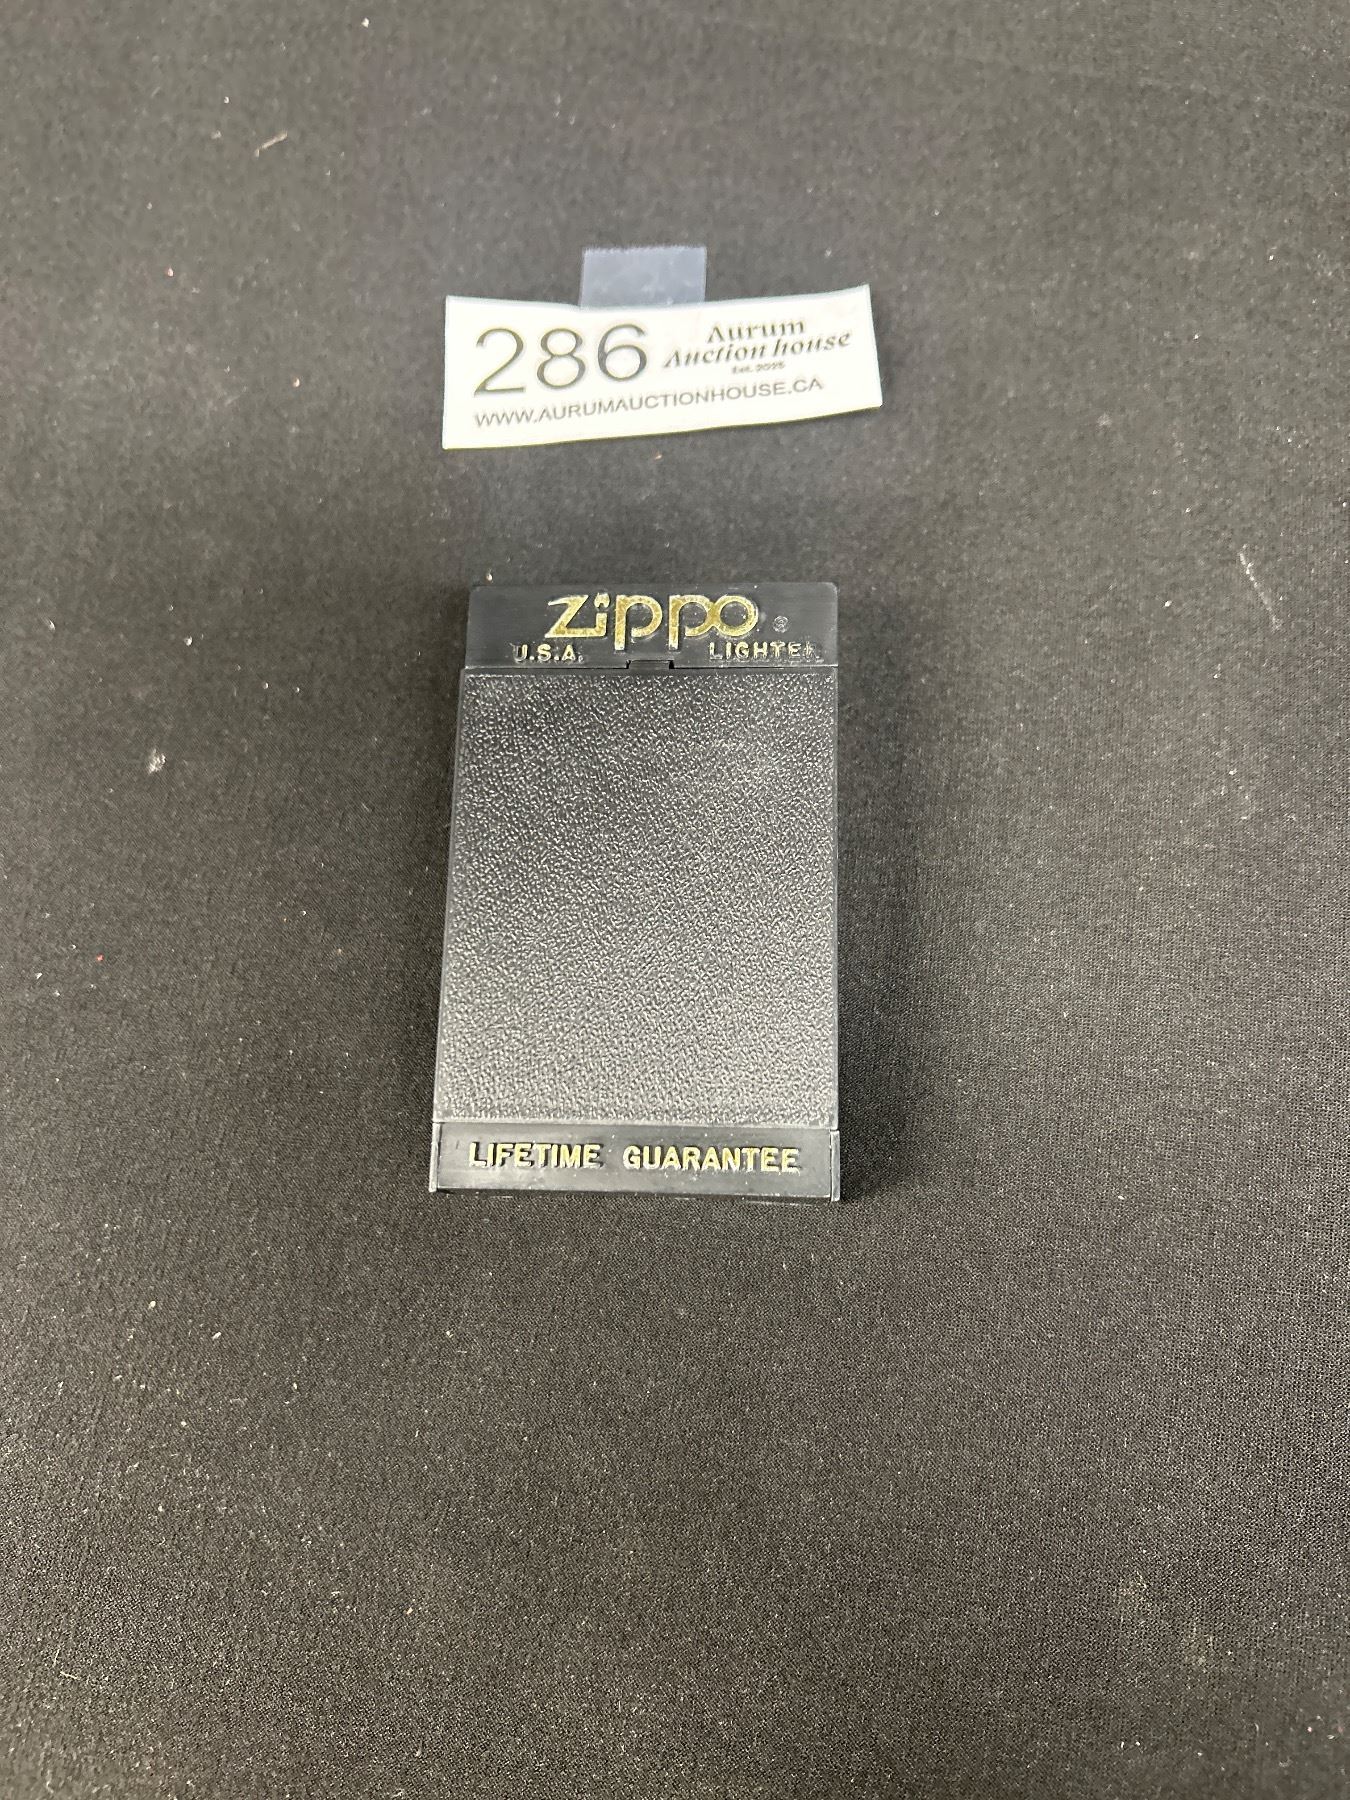 286 Aurum
Auction house
Est. 2025
WWW.AURUMAUCTIONHOUSE.CA
zippo ®
U.S.A. LIGHTER
LIFETIME GUARANTEE